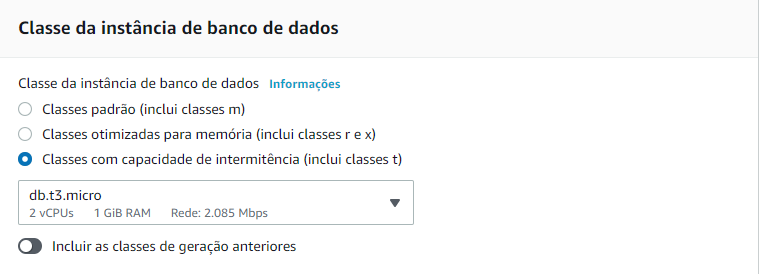 Classe da instância de banco de dados
Classe da instância de banco de dados Informações
Classes padrão (inclui classes m)
Classes otimizadas para memória (inclui classes r e x)
Classes com capacidade de intermitência (inclui classes t)
db.t3.micro
2 vCPUs 1 GiB RAM Rede: 2.085 Mbps
Incluir as classes de geração anteriores